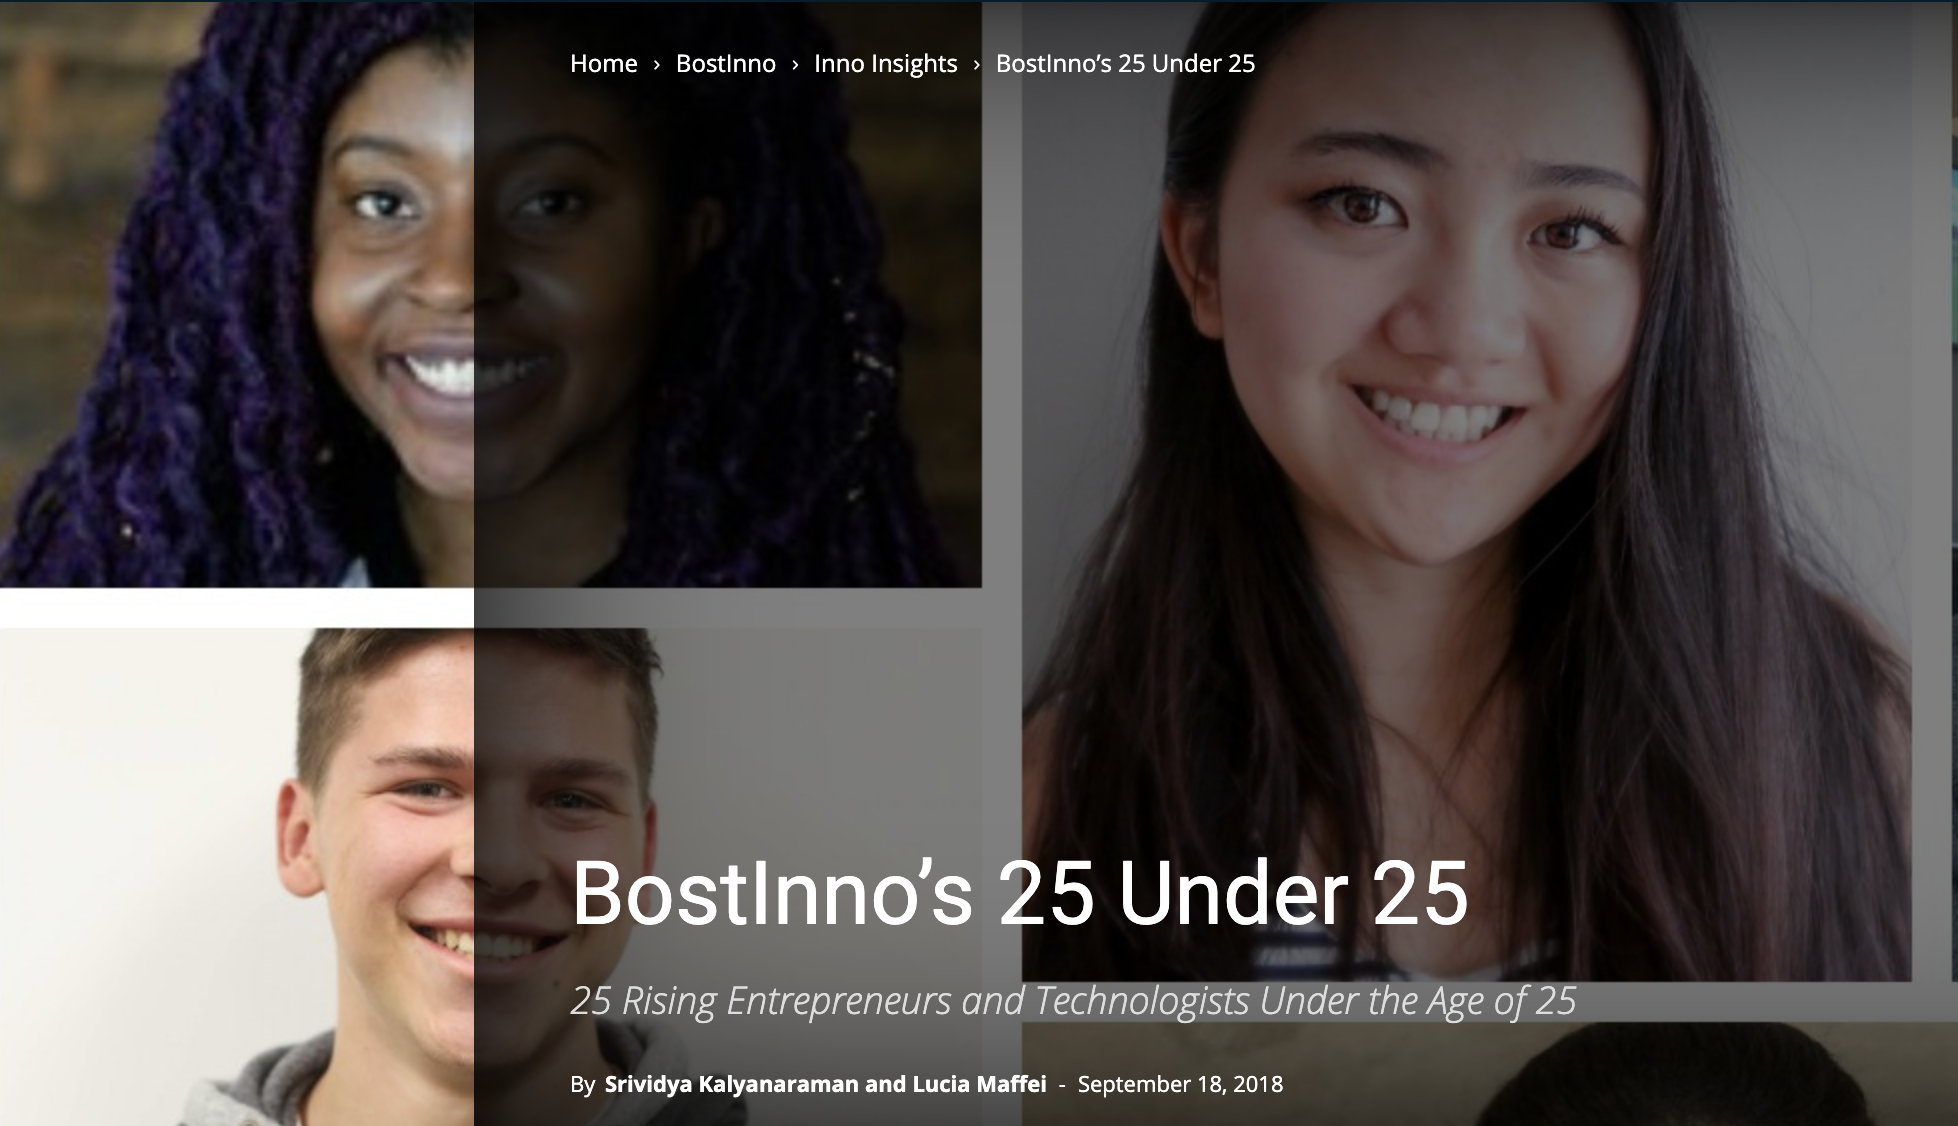 Home › BostInno › Inno Insights › BostInno’s 25 Under 25
BostInno’s 25 Under 25
25 Rising Entrepreneurs and Technologists Under the Age of 25
By Srividya Kalyanaraman and Lucia Maffei - September 18, 2018